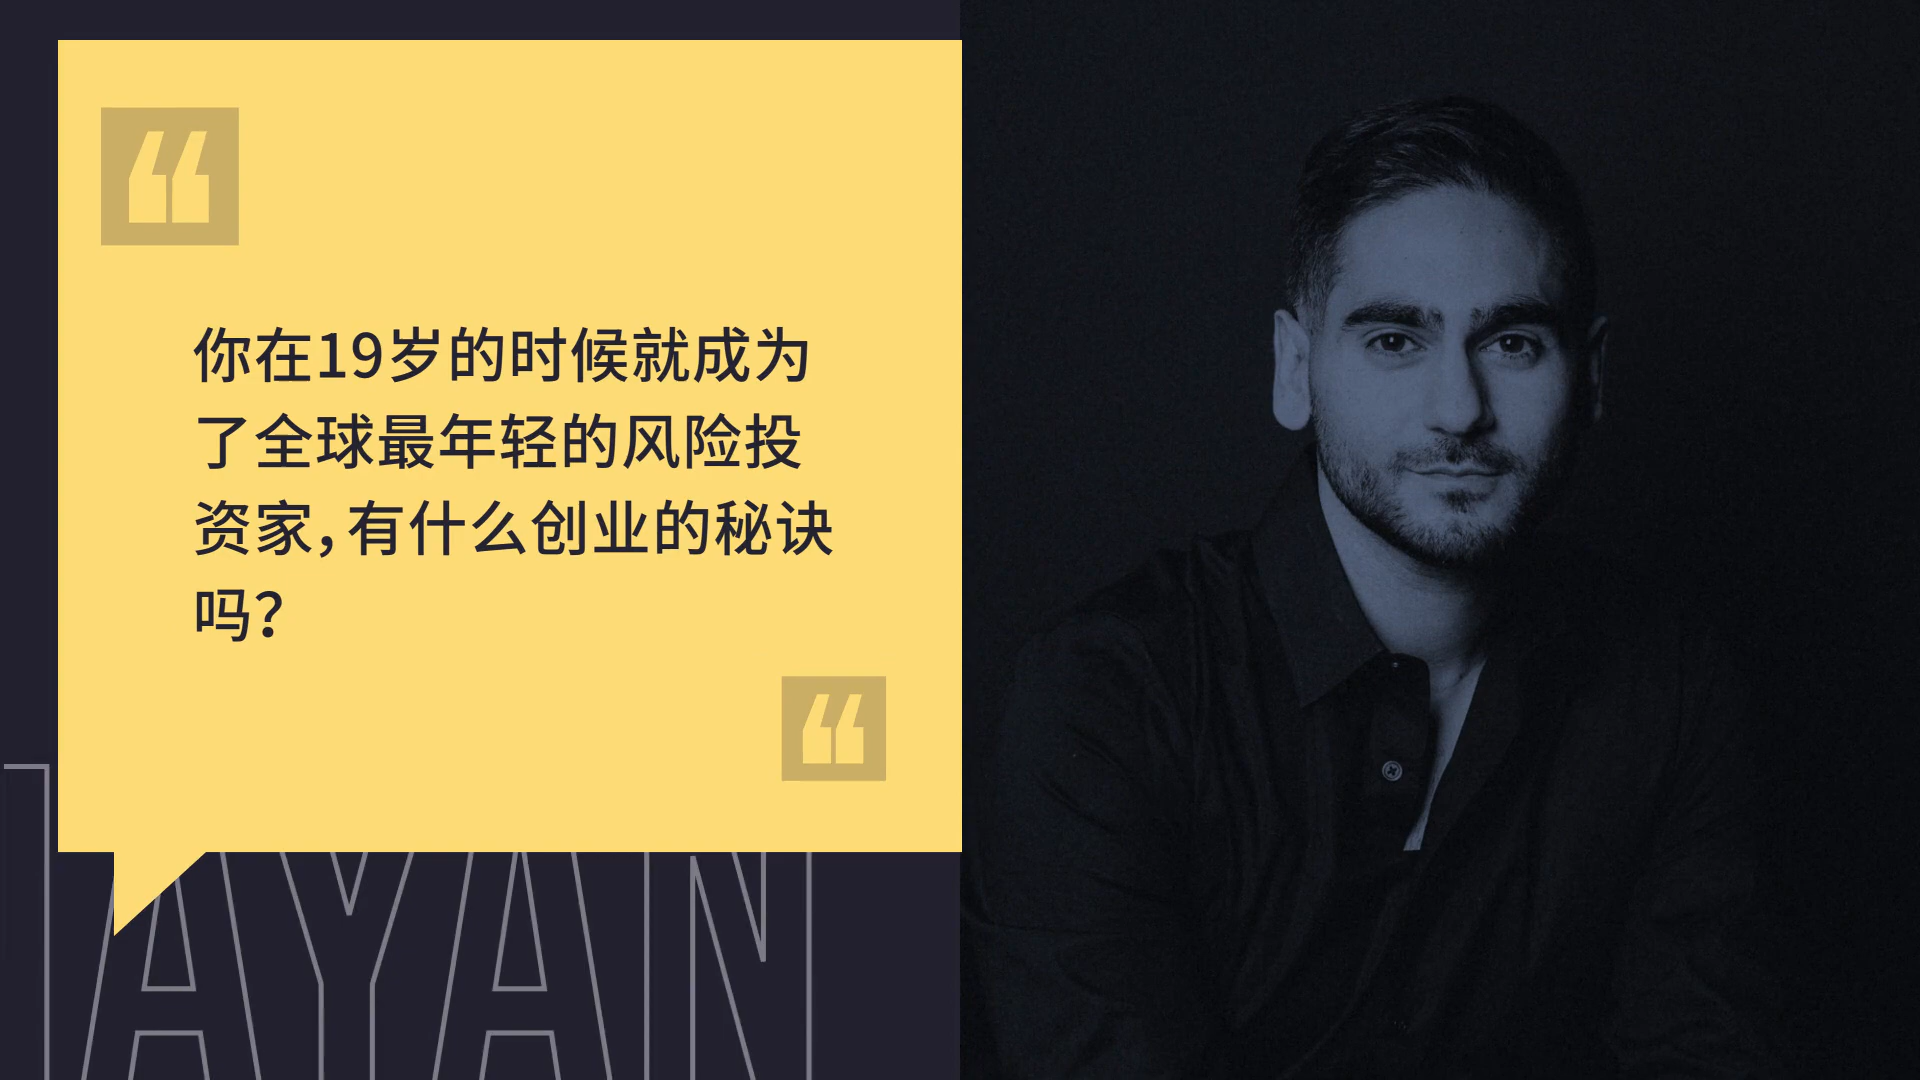 你在19岁的时候就成为
了全球最年轻的风险投
资家，有什么创业的秘诀
吗？
AYAN